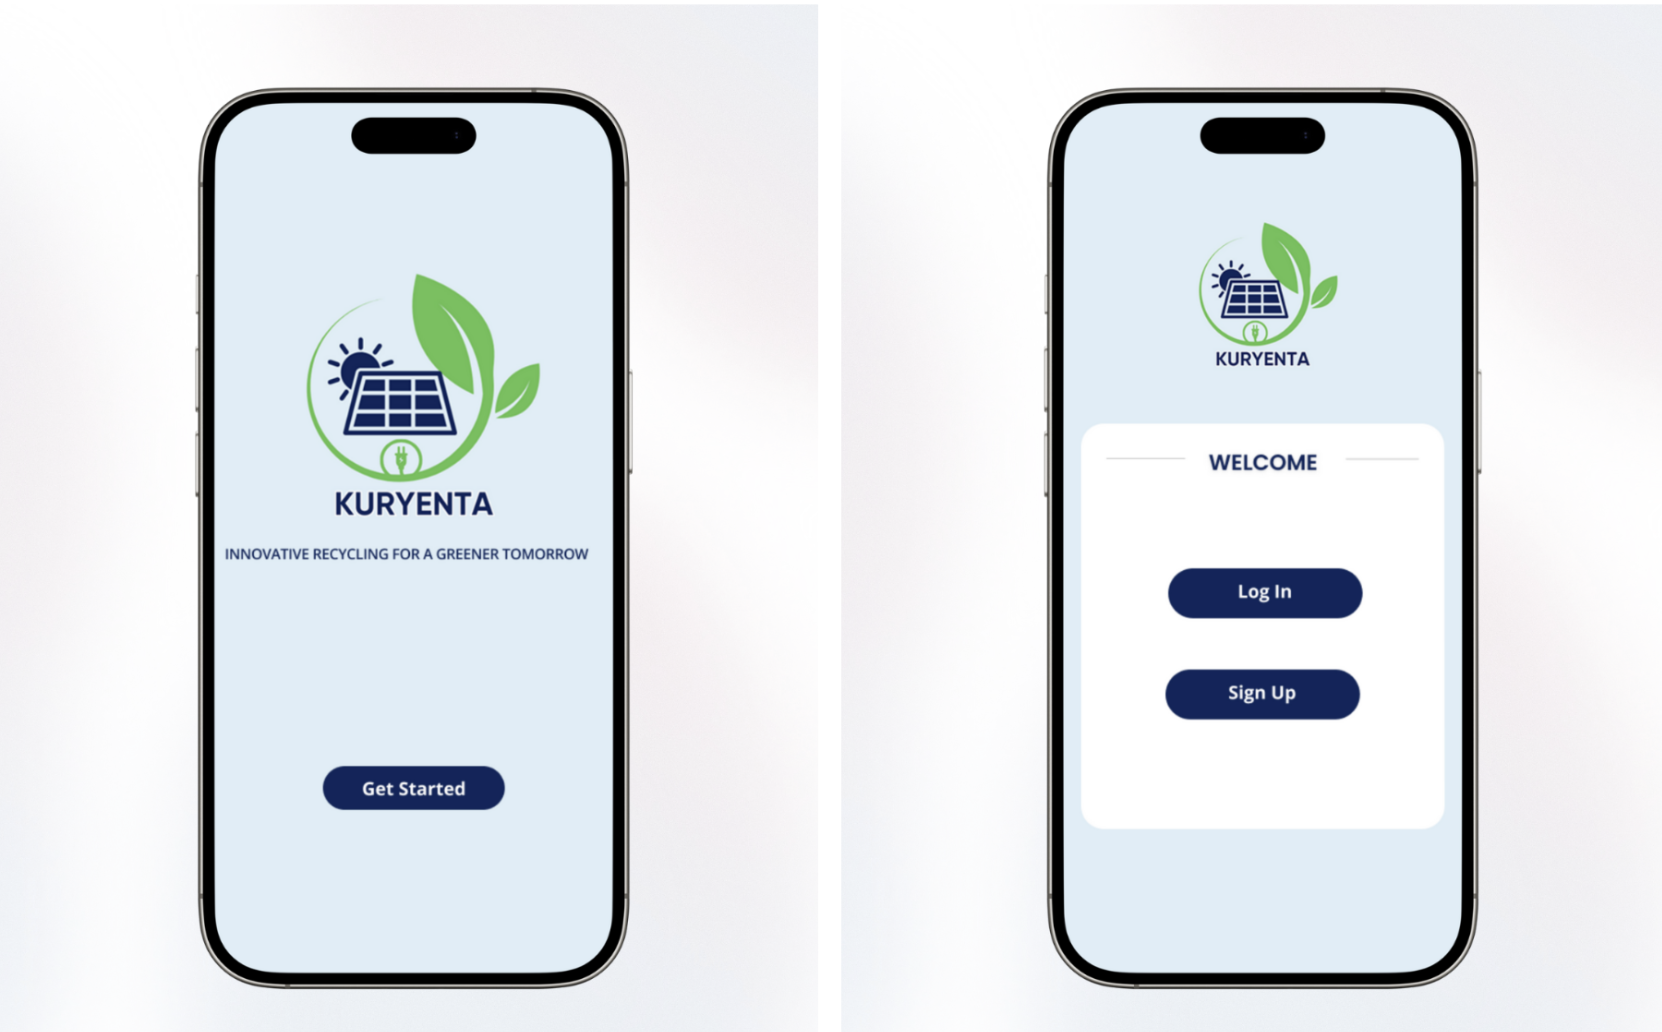 KURYENTA
INNOVATIVE RECYCLING FOR A GREENER TOMORROW
Get Started
KURYENTA
WELCOME
Log In
Sign Up